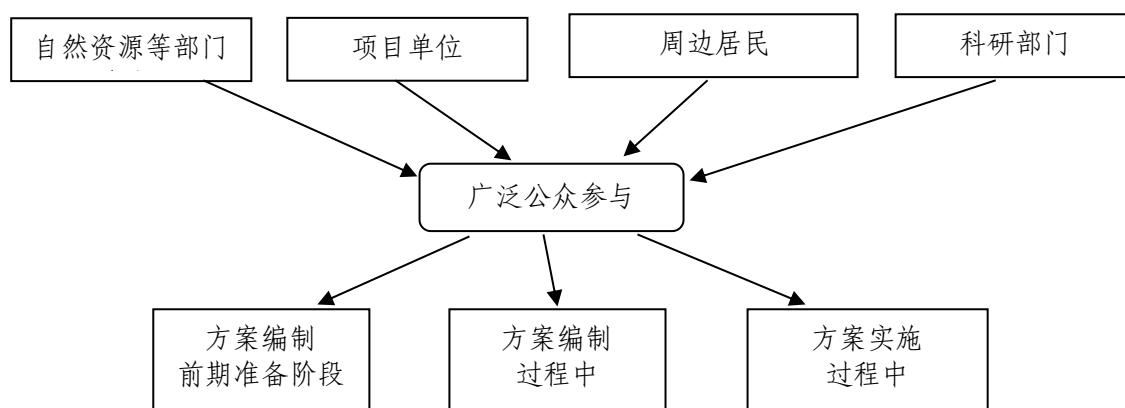 自然资源等部门
项目单位
周边居民
科研部门
广泛公众参与
方案编制
前期准备阶段
方案编制
过程中
方案实施
过程中